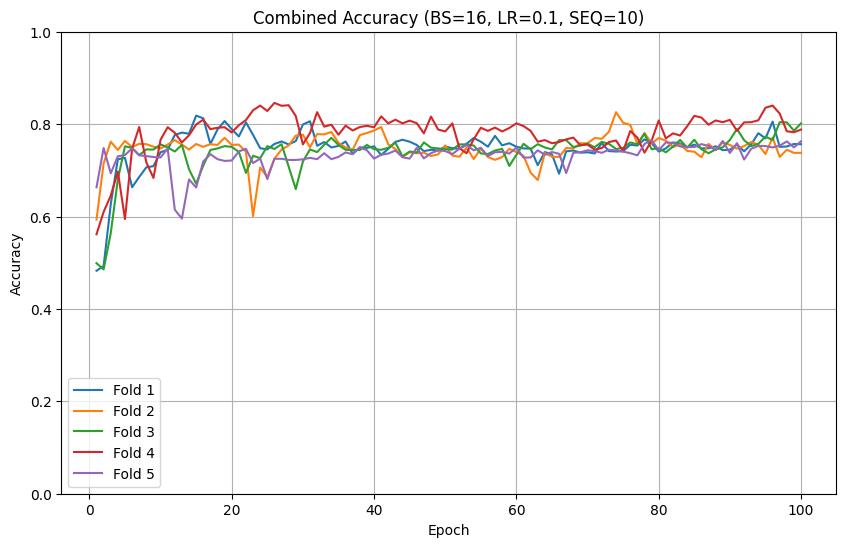 Combined Accuracy (BS=16, LR=0.1, SEQ=10)
1.0
0.8
0.6
0.4
0.2
0.0
Accuracy
Fold 1
Fold 2
Fold 3
Fold 4
Fold 5
0 20 40 60 80 100
Epoch